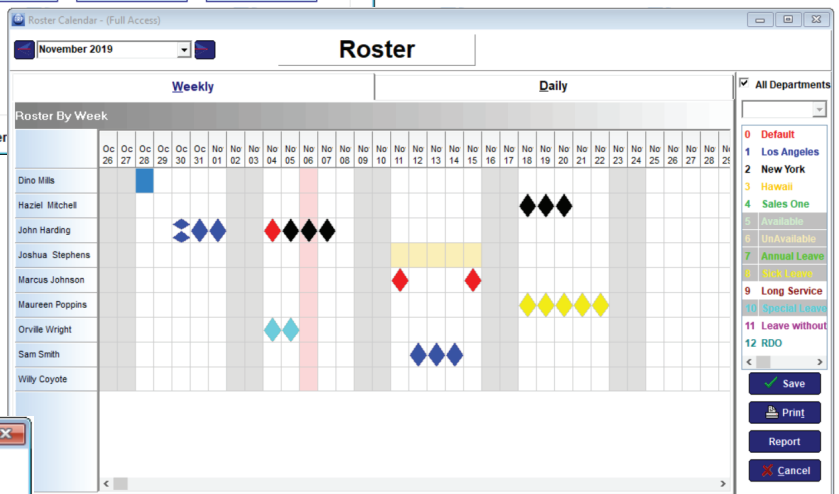 Roster Calendar - (Full Access)
November 2019
Roster
Weekly
Daily
All Departments
Roster By Week
Oc Oc Oc Oc Oc Oc No No No No No No No No No No No No No No No No No No No No No No No No No No No No No
26 27 28 29 30 31 01 02 03 04 05 06 07 08 09 10 11 12 13 14 15 16 17 18 19 20 21 22 23 24 25 26 27 28 29
Dino Mills
Haziel Mitchell
John Harding
Joshua Stephens
Marcus Johnson
Maureen Poppins
Orville Wright
Sam Smith
Willy Coyote
0 Default
1 Los Angeles
2 New York
3 Hawaii
4 Sales One
5 Available
6 UnAvailable
7 Annual Leave
8 Sick Leave
9 Long Service
10 Special Leave
11 Leave without
12 RDO
Save
Print
Report
Cancel